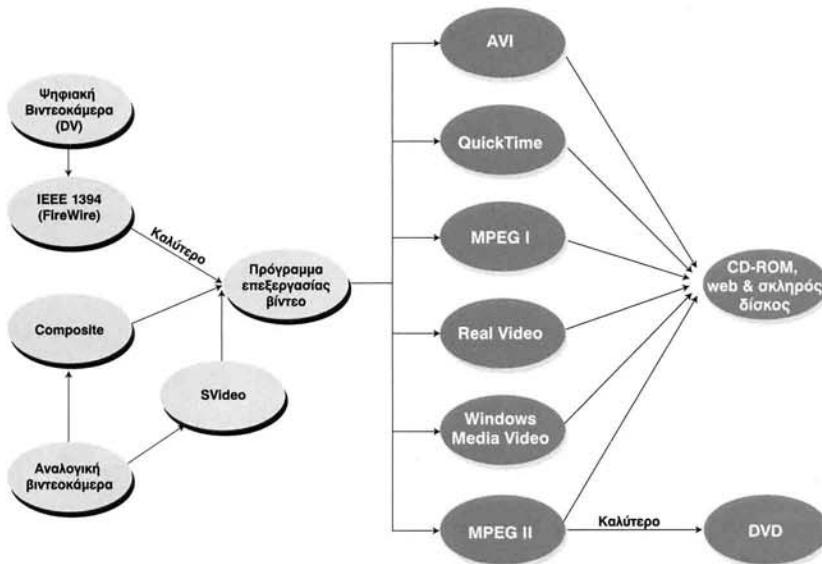 Ψηφιακή
Βιντεοκάμερα
(DV)
IEEE 1394
(FireWire)
Καλύτερο
Composite
Αναλογική
βιντεοκάμερα
SVideo
Πρόγραμμα
επεξεργασίας
βίντεο
AVI
QuickTime
MPEG I
Real Video
Windows
Media Video
MPEG II
CD-ROM,
web & σκληρός
δίσκος
Καλύτερο
DVD